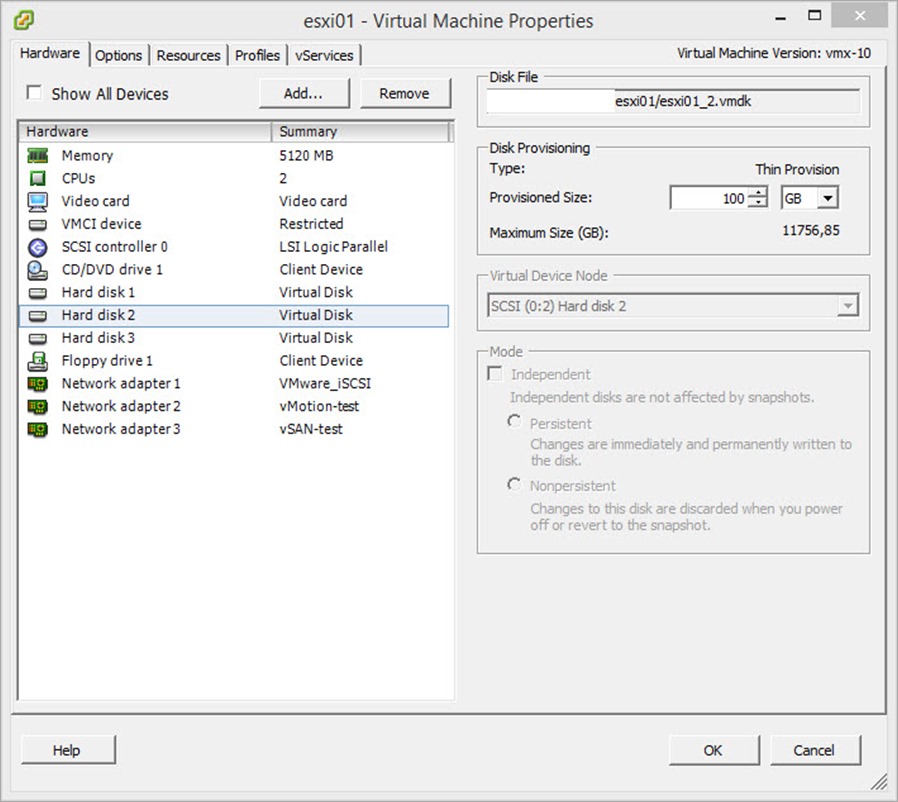 esxi01 - Virtual Machine Properties
Hardware Options Resources Profiles vServices Virtual Machine Version: vmx-10
Show All Devices Add... Remove
Hardware Summary
Memory 5120 MB
CPUs 2
Video card Video card
VMCI device Restricted
SCSI controller 0 LSI Logic Parallel
CD/DVD drive 1 Client Device
Hard disk 1 Virtual Disk
Hard disk 2 Virtual Disk
Hard disk 3 Virtual Disk
Floppy drive 1 Client Device
Network adapter 1 VMware_iSCSI
Network adapter 2 vMotion-test
Network adapter 3 vSAN-test
Disk File
esxi01/esxi01_2.vmdk
Disk Provisioning
Type: Thin Provision
Provisioned Size: 100 GB
Maximum Size (GB): 11756,85
Virtual Device Node
SCSI (0:2) Hard disk 2
Mode
Independent
Independent disks are not affected by snapshots.
Persistent
Changes are immediately and permanently written to
the disk.
Nonpersistent
Changes to this disk are discarded when you power
off or revert to the snapshot.
Help OK Cancel